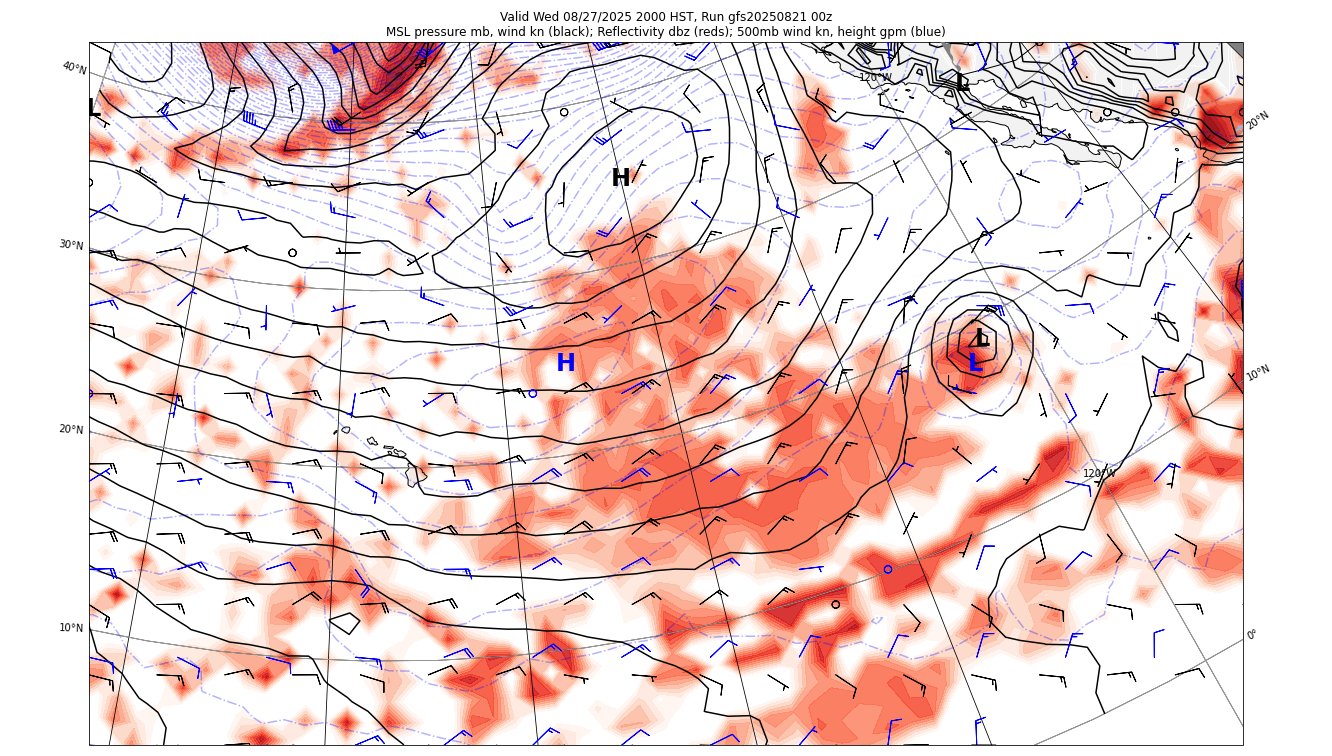 Valid Wed 08/27/2025 2000 HST, Run gfs20250821 00z
MSL pressure mb, wind kn (black); Reflectivity dbz (reds); 500mb wind kn, height gpm (blue)
40°N
120°W
L
L
20°N
H
30°N
L
H
L
10°N
20°N
120°W
10°N
0°